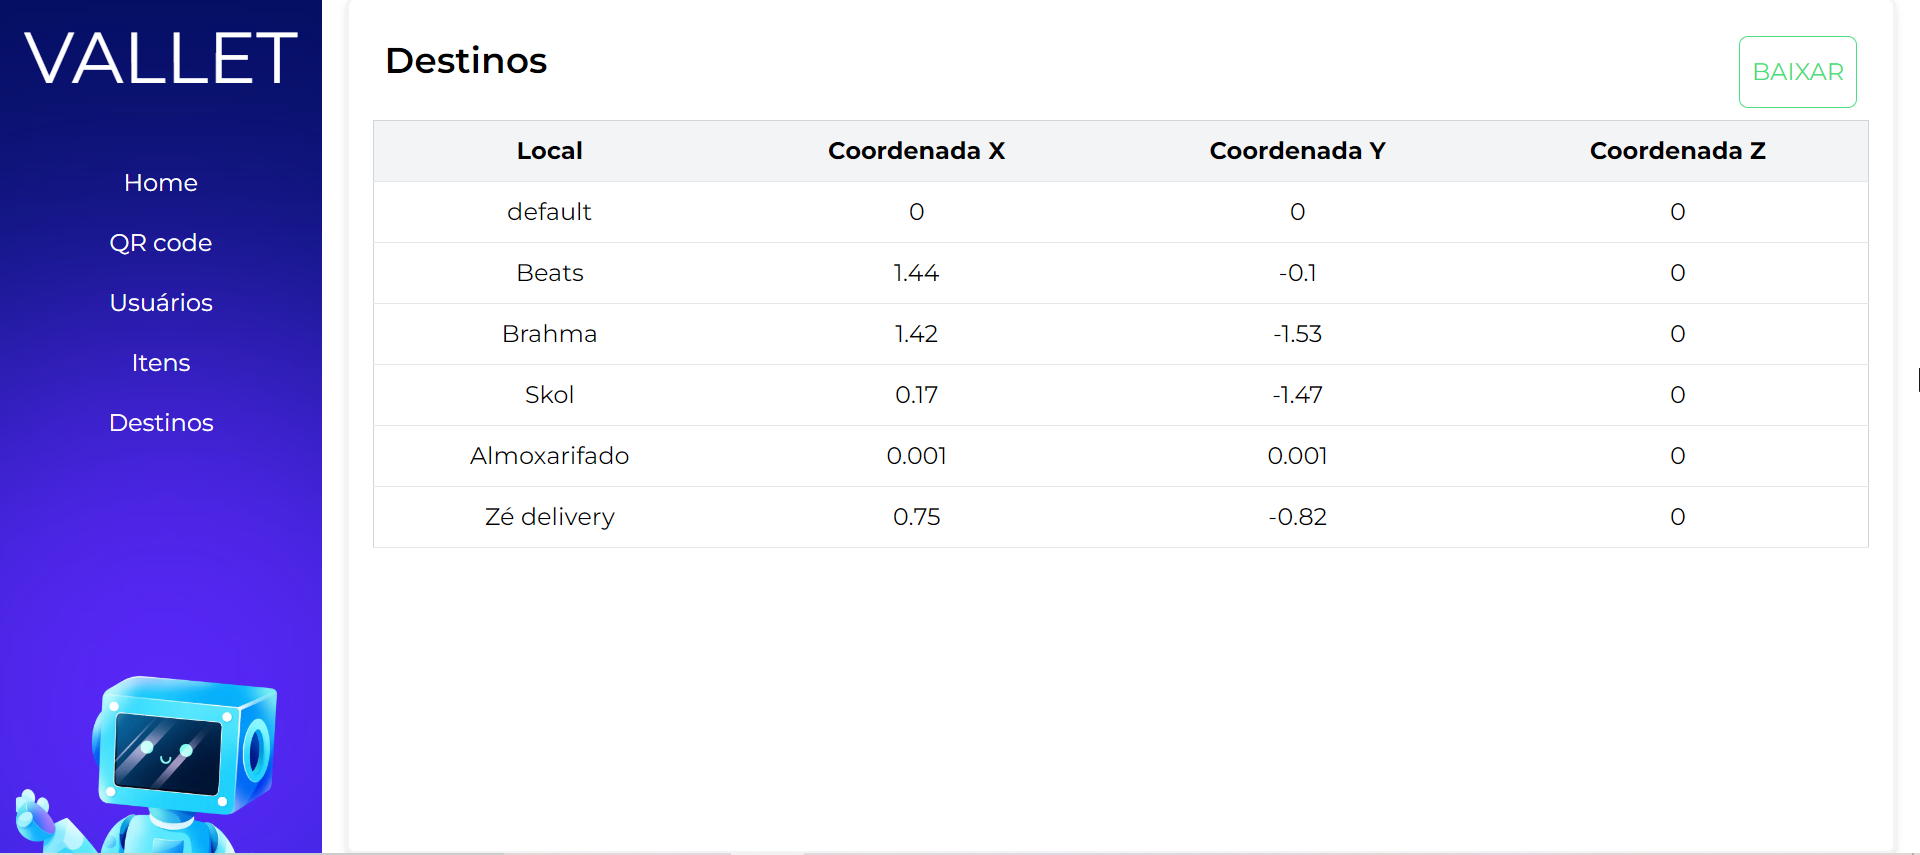 VALLET
Home
QR code
Usuários
Itens
Destinos
Destinos
BAIXAR
Local Coordenada X Coordenada Y Coordenada Z
default 0 0 0
Beats 1.44 -0.1 0
Brahma 1.42 -1.53 0
Skol 0.17 -1.47 0
Almoxarifado 0.001 0.001 0
Zé delivery 0.75 -0.82 0